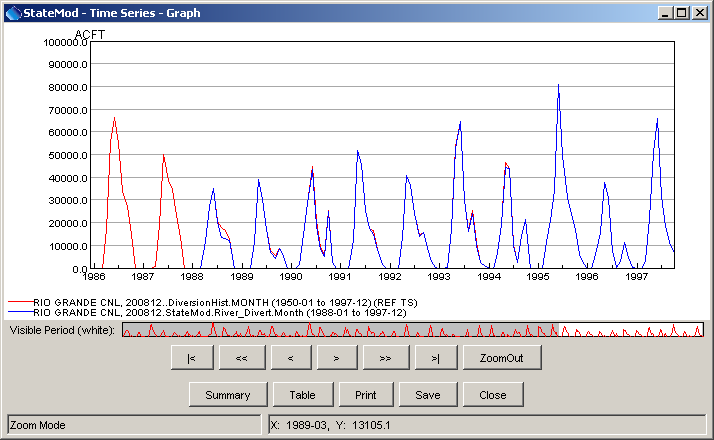 StateMod - Time Series - Graph
ACFT
100000.0
90000.0
80000.0
70000.0
60000.0
50000.0
40000.0
30000.0
20000.0
10000.0
0.0
1986 1987 1988 1989 1990 1991 1992 1993 1994 1995 1996 1997
RIO GRANDE CNL, 200812..DiversionHist.MONTH (1950-01 to 1997-12) (REF TS)
RIO GRANDE CNL, 200812.StateMod.River_Divert.Month (1988-01 to 1997-12)
Visible Period (white):
|< << < > >> >| ZoomOut
Summary Table Print Save Close
Zoom Mode X: 1989-03, Y: 13105.1